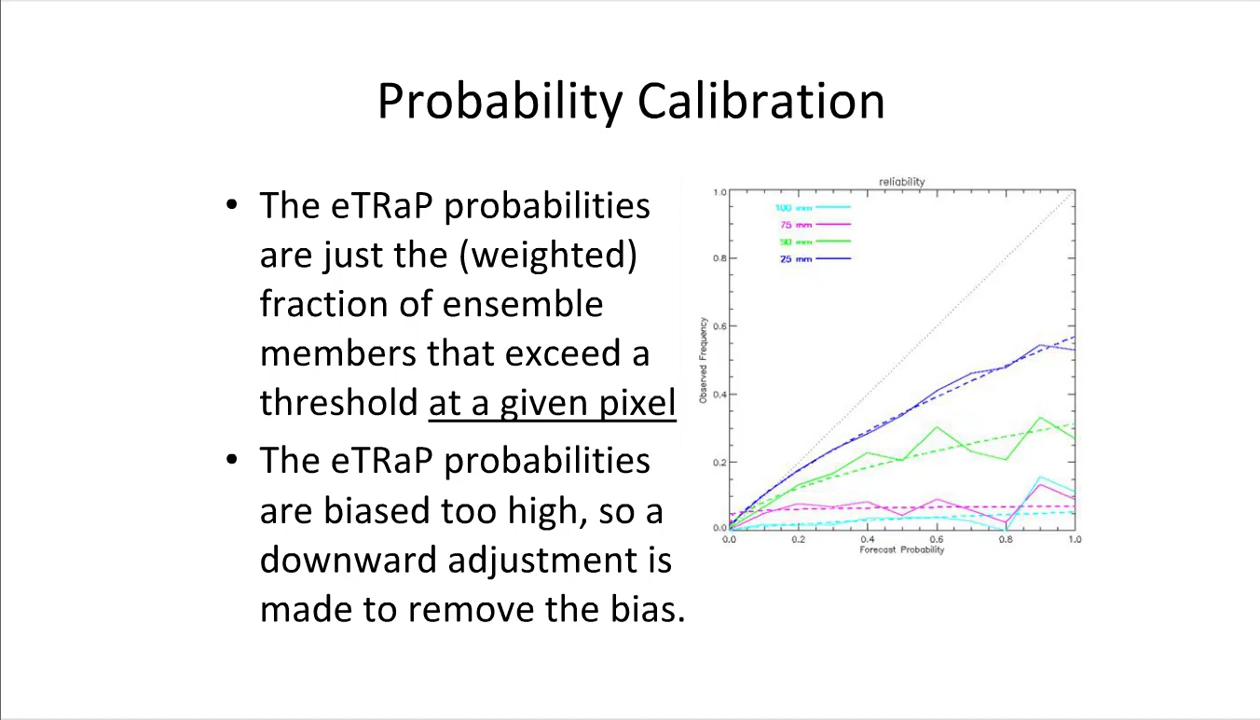 Probability Calibration
• The eTRaP probabilities
are just the (weighted)
fraction of ensemble
members that exceed a
threshold at a given pixel
• The eTRaP probabilities
are biased too high, so a
downward adjustment is
made to remove the bias.
reliability
1.0
0.8
0.6
0.4
0.2
0.0
Observed Frequency
100 mm
75 mm
50 mm
25 mm
0.0 0.2 0.4 0.6 0.8 1.0
Forecast Probability